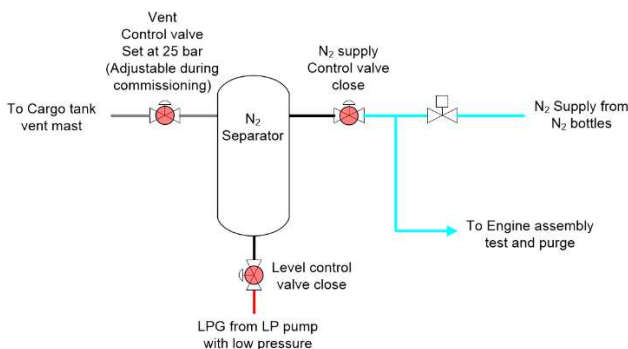 Vent
Control valve
Set at 25 bar
(Adjustable during
commissioning)
N₂ supply
Control valve
close
To Cargo tank
vent mast
N₂
Separator
N₂ Supply from
N₂ bottles
To Engine assembly
test and purge
Level control
valve close
LPG from LP pump
with low pressure